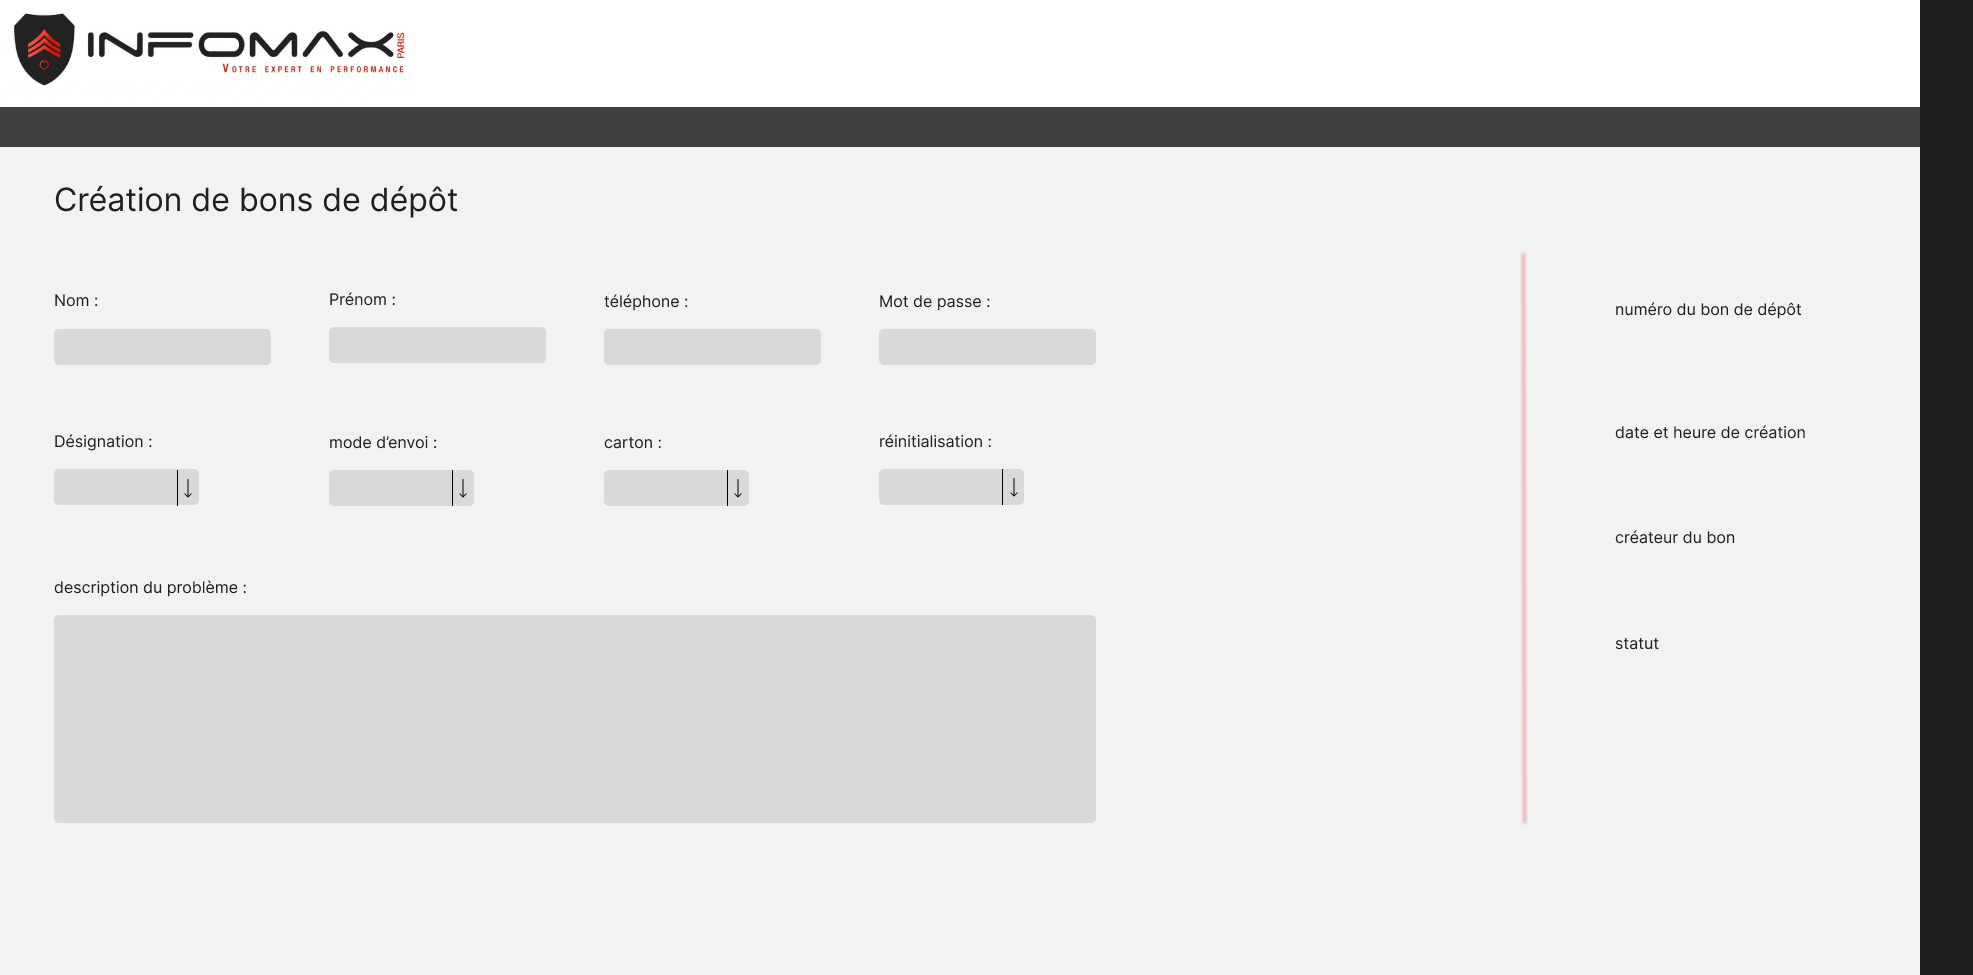 INFOMAX PARIS
VOTRE EXPERT EN PERFORMANCE
Création de bons de dépôt
Nom :
Prénom :
téléphone :
Mot de passe :
Désignation :
mode d’envoi :
carton :
réinitialisation :
description du problème :
numéro du bon de dépôt
date et heure de création
créateur du bon
statut